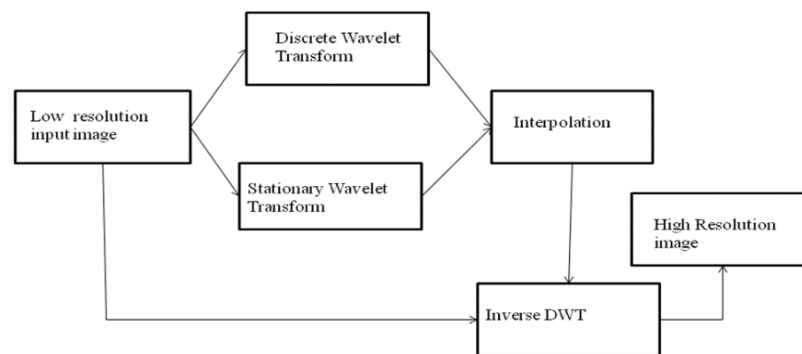 Discrete Wavelet
Transform
Low resolution
input image
Interpolation
Stationary Wavelet
Transform
High Resolution
image
Inverse DWT